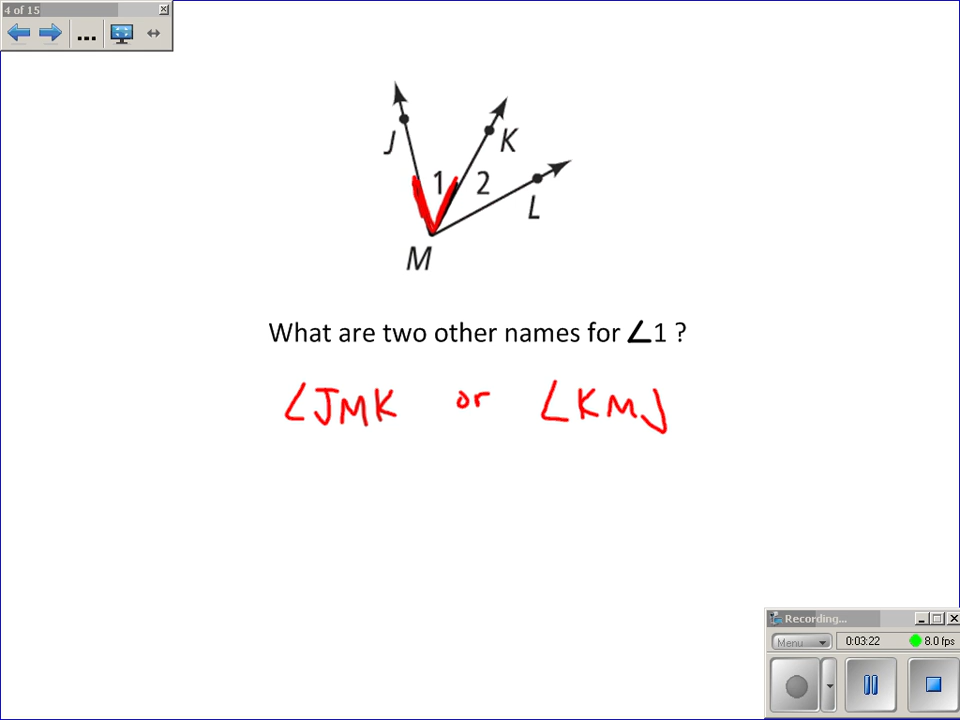 4 of 15
J
K
1
2
L
M
What are two other names for ∠1 ?
∠JMK or ∠KMJ
Recording...
Menu
0:03:22
8.0 fps